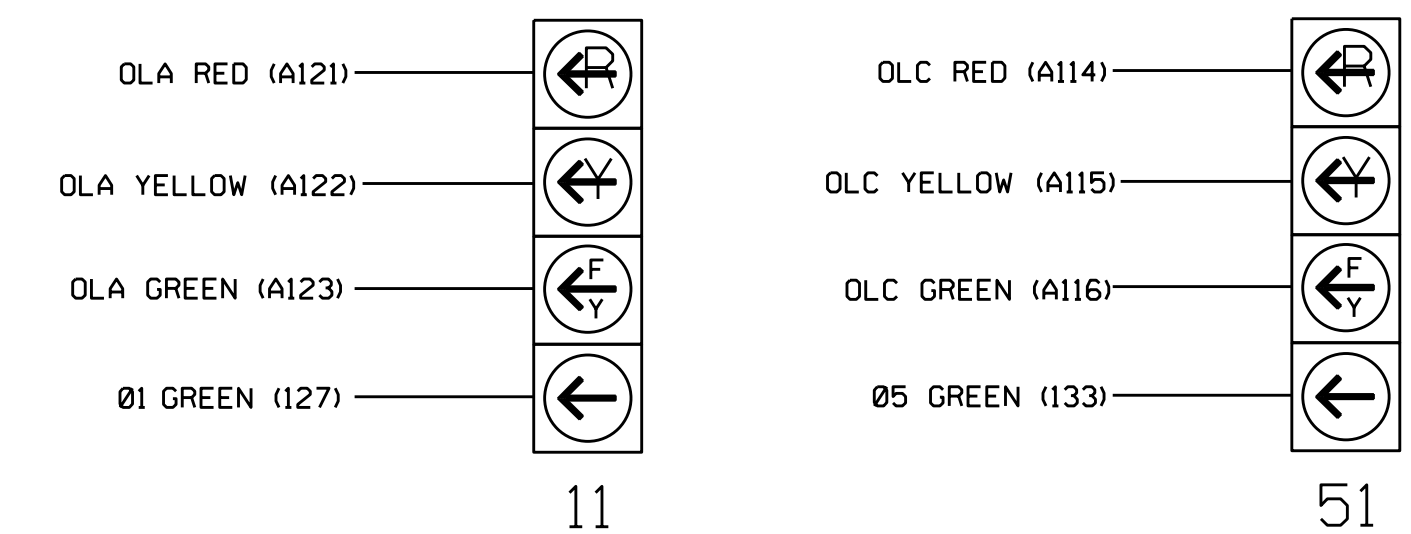 OLA RED (A121)
R
OLA YELLOW (A122)
Y
OLA GREEN (A123)
F
Y
Ø1 GREEN (127)
11
OLC RED (A114)
R
OLC YELLOW (A115)
Y
OLC GREEN (A116)
F
Y
Ø5 GREEN (133)
51